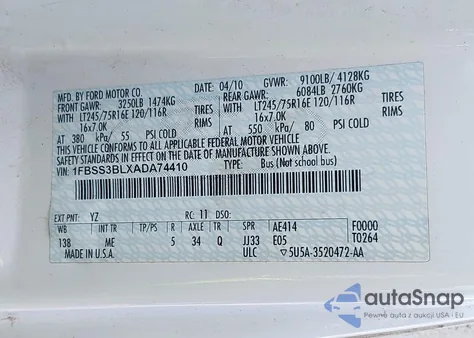 MFD. BY FORD MOTOR CO.
04/10 GVWR: 9100LB/ 4128KG
FRONT GAWR: 3250LB 1474KG REAR GAWR: 6084LB 2760KG
LT245/75R16E 120/116R TIRES LT245/75R16E 120/116R TIRES
16x7.0K RIMS 16x7.0K RIMS
AT 380 kPa/ 55 PSI COLD AT 550 kPa/ 80 PSI COLD
THIS VEHICLE CONFORMS TO ALL APPLICABLE FEDERAL MOTOR VEHICLE
SAFETY STANDARDS IN EFFECT ON THE DATE OF MANUFACTURE SHOWN ABOVE.
VIN: 1FBSS3BLXADA74410 TYPE: Bus (Not school bus)
EXT PNT: YZ RC: 11 DSO:
WB INT TR TP/PS R AXLE TR SPR AE414 F0000
138 ME 5 34 Q JJ33 E05 T0264
MADE IN U.S.A. ULC ▽5U5A-3520472-AA
autoSnap
Auta z aukcji USA - EU